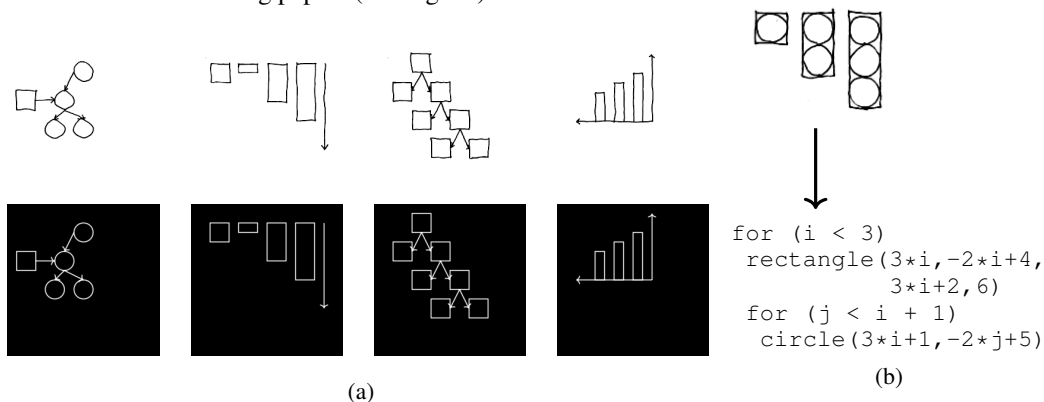 for (i < 3)
rectangle(3*i,-2*i+4,
3*i+2,6)
for (j < i + 1)
circle(3*i+1,-2*j+5)
(a)
(b)